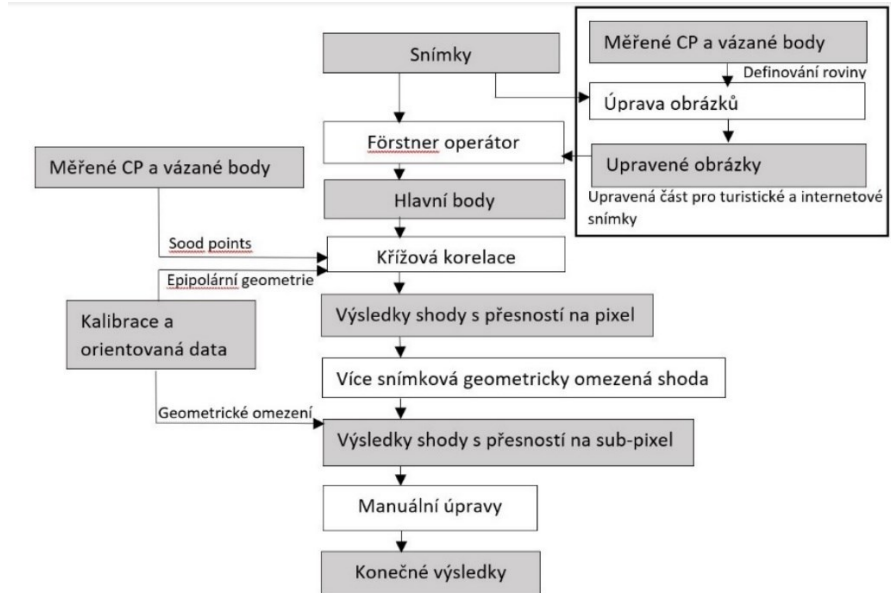 Snímky
Měřené CP a vázané body
Definování roviny
Úprava obrázků
Förstner operátor
Upravené obrázky
Měřené CP a vázané body
Upravená část pro turistické a internetové
snímky
Hlavní body
Sood points
Křížová korelace
Epipolární geometrie
Kalibrace a
orientovaná data
Výsledky shody s přesností na pixel
Více snímková geometricky omezená shoda
Geometrické omezení
Výsledky shody s přesností na sub-pixel
Manuální úpravy
Konečné výsledky